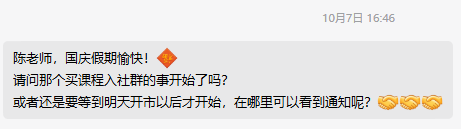 10月7日 16:46
陈老师，国庆假期愉快！
请问那个买课程入社群的事开始了吗?
或者还是要等到明天开市以后才开始，在哪里可以看到通知呢?